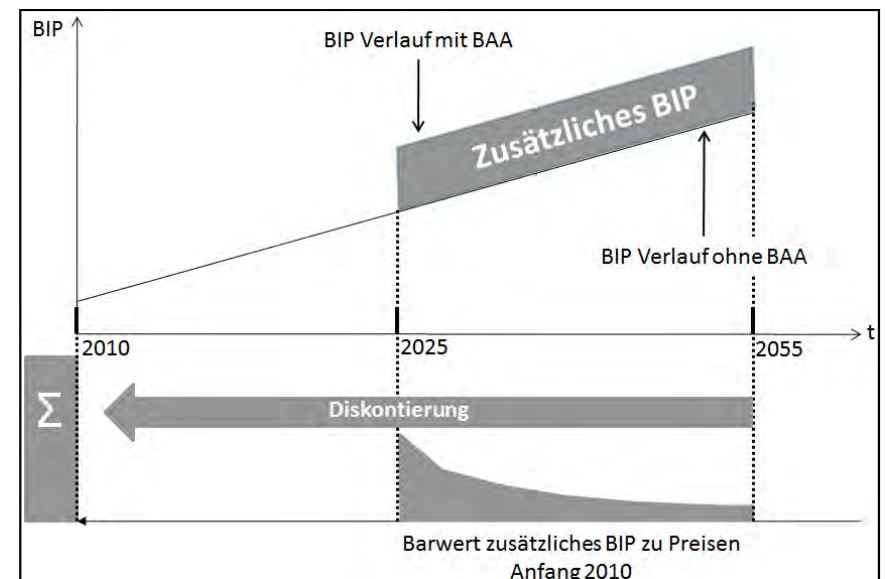 BIP
BIP Verlauf mit BAA
Zusätzliches BIP
BIP Verlauf ohne BAA
t
2010
2025
2055
Σ
Diskontierung
Barwert zusätzliches BIP zu Preisen
Anfang 2010